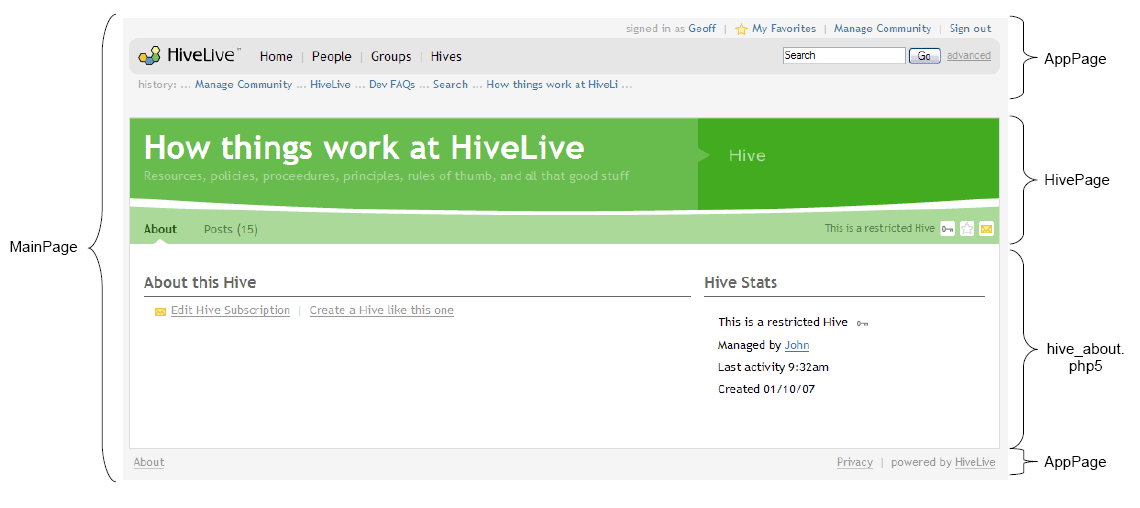 signed in as Geoff | My Favorites | Manage Community | Sign out
HiveLive™ Home | People | Groups | Hives Search Go advanced
AppPage
history: ... Manage Community ... HiveLive ... Dev FAQs ... Search ... How things work at HiveLi ...
How things work at HiveLive
Hive
Resources, policies, proceedures, principles, rules of thumb, and all that good stuff
HivePage
About Posts (15) This is a restricted Hive
MainPage
About this Hive Hive Stats
Edit Hive Subscription | Create a Hive like this one
This is a restricted Hive
Managed by John
hive_about.
php5
Last activity 9:32am
Created 01/10/07
About Privacy | powered by HiveLive
AppPage